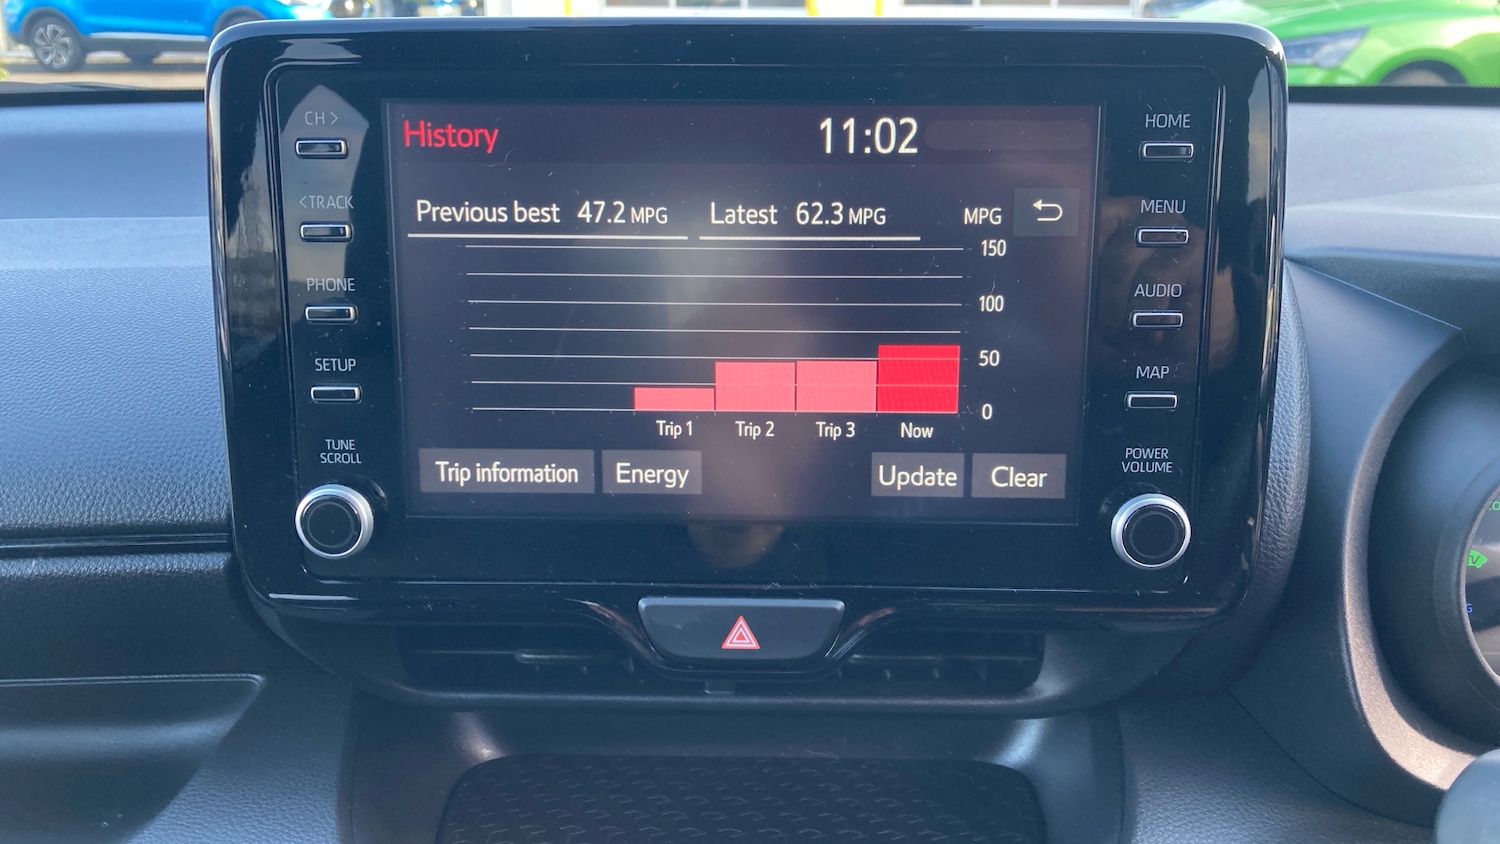 CH >
<TRACK
PHONE
SETUP
TUNE
SCROLL
History 11:02
Previous best 47.2 MPG Latest 62.3 MPG MPG
150
100
50
0
Trip 1 Trip 2 Trip 3 Now
Trip information Energy Update Clear
HOME
MENU
AUDIO
MAP
POWER
VOLUME